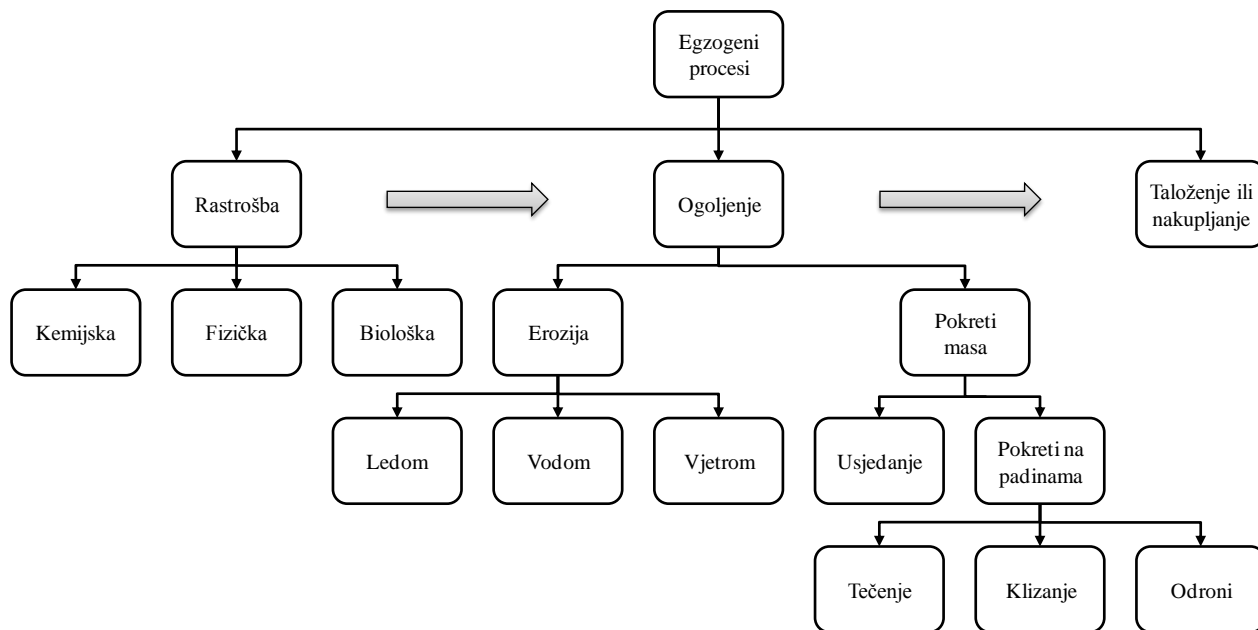 Egzogeni
procesi
Rastrošba
Ogoljenje
Taloženje ili
nakupljanje
Kemijska
Fizička
Biološka
Erozija
Pokreti
masa
Ledom
Vodom
Vjetrom
Usjedanje
Pokreti na
padinama
Tečenje
Klizanje
Odroni